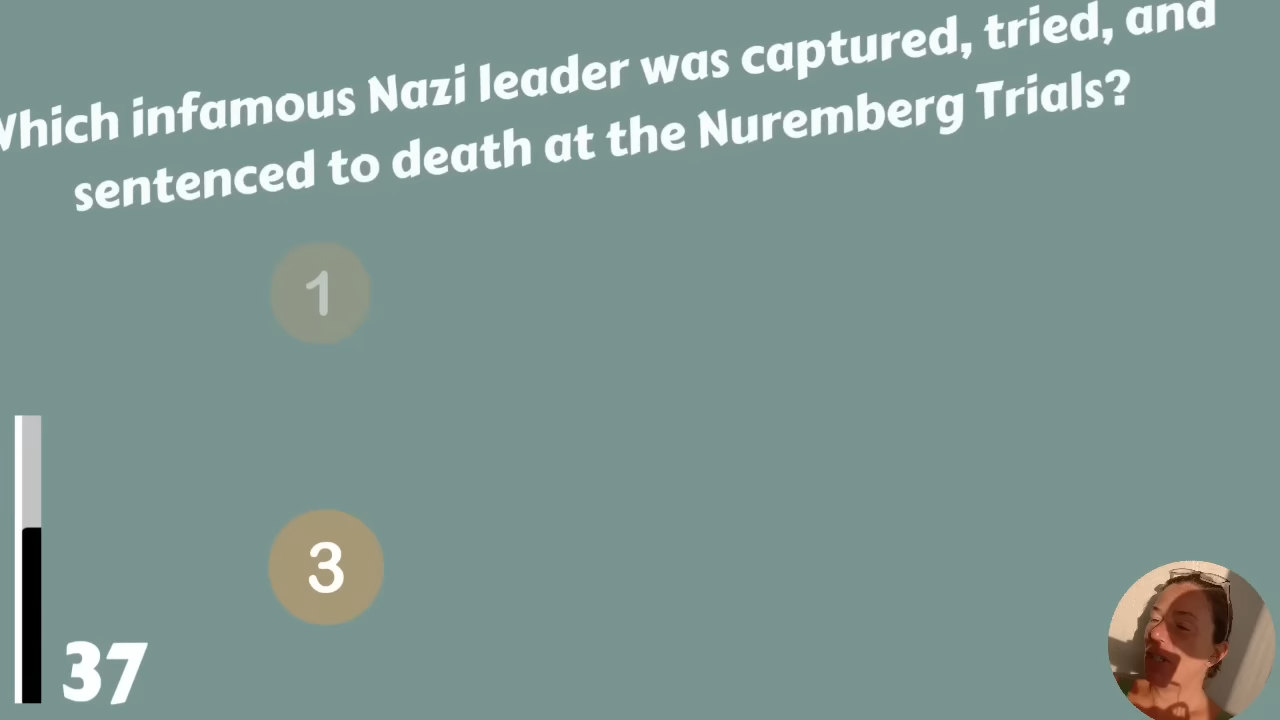 Which infamous Nazi leader was captured, tried, and
sentenced to death at the Nuremberg Trials?
1
3
37